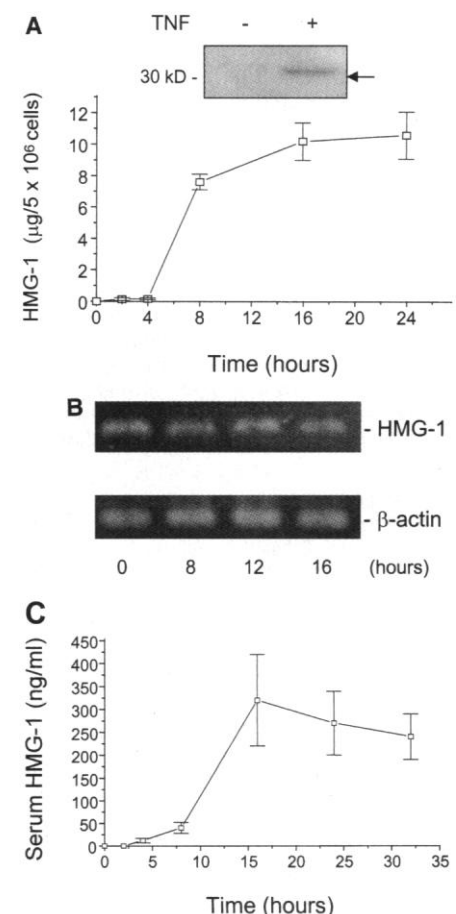 A
TNF - +
30 kD -
HMG-1 (µg/5 x 10⁶ cells)
12
10
8
6
4
2
0
0 4 8 12 16 20 24
Time (hours)
B
- HMG-1
- β-actin
0 8 12 16 (hours)
C
Serum HMG-1 (ng/ml)
450
400
350
300
250
200
150
100
50
0
0 5 10 15 20 25 30 35
Time (hours)